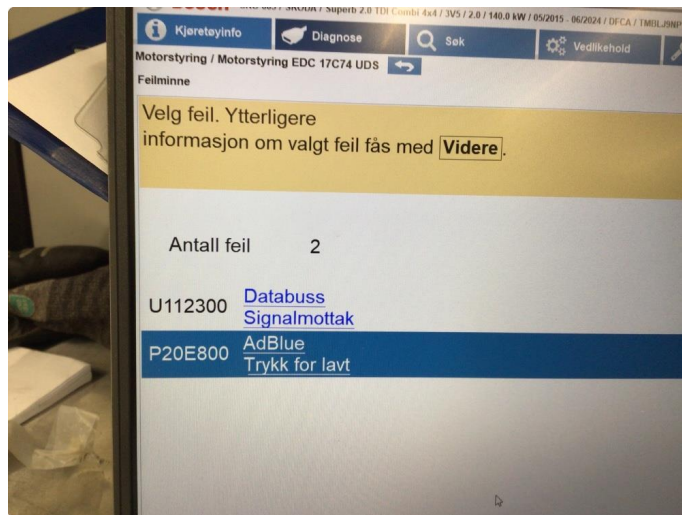 SKODA / Superb 2.0 TDI Combi 4x4 / 3V5 / 2.0 / 140.0 kW / 05/2015 - 06/2024 / DFCA / TMBLJ9NP
Kjøretøyinfo
Diagnose
Søk
Vedlikehold
Motorstyring / Motorstyring EDC 17C74 UDS
Feilminne
Velg feil. Ytterligere
informasjon om valgt feil fås med Videre.
Antall feil 2
U112300 Databuss
Signalmottak
P20E800 AdBlue
Trykk for lavt